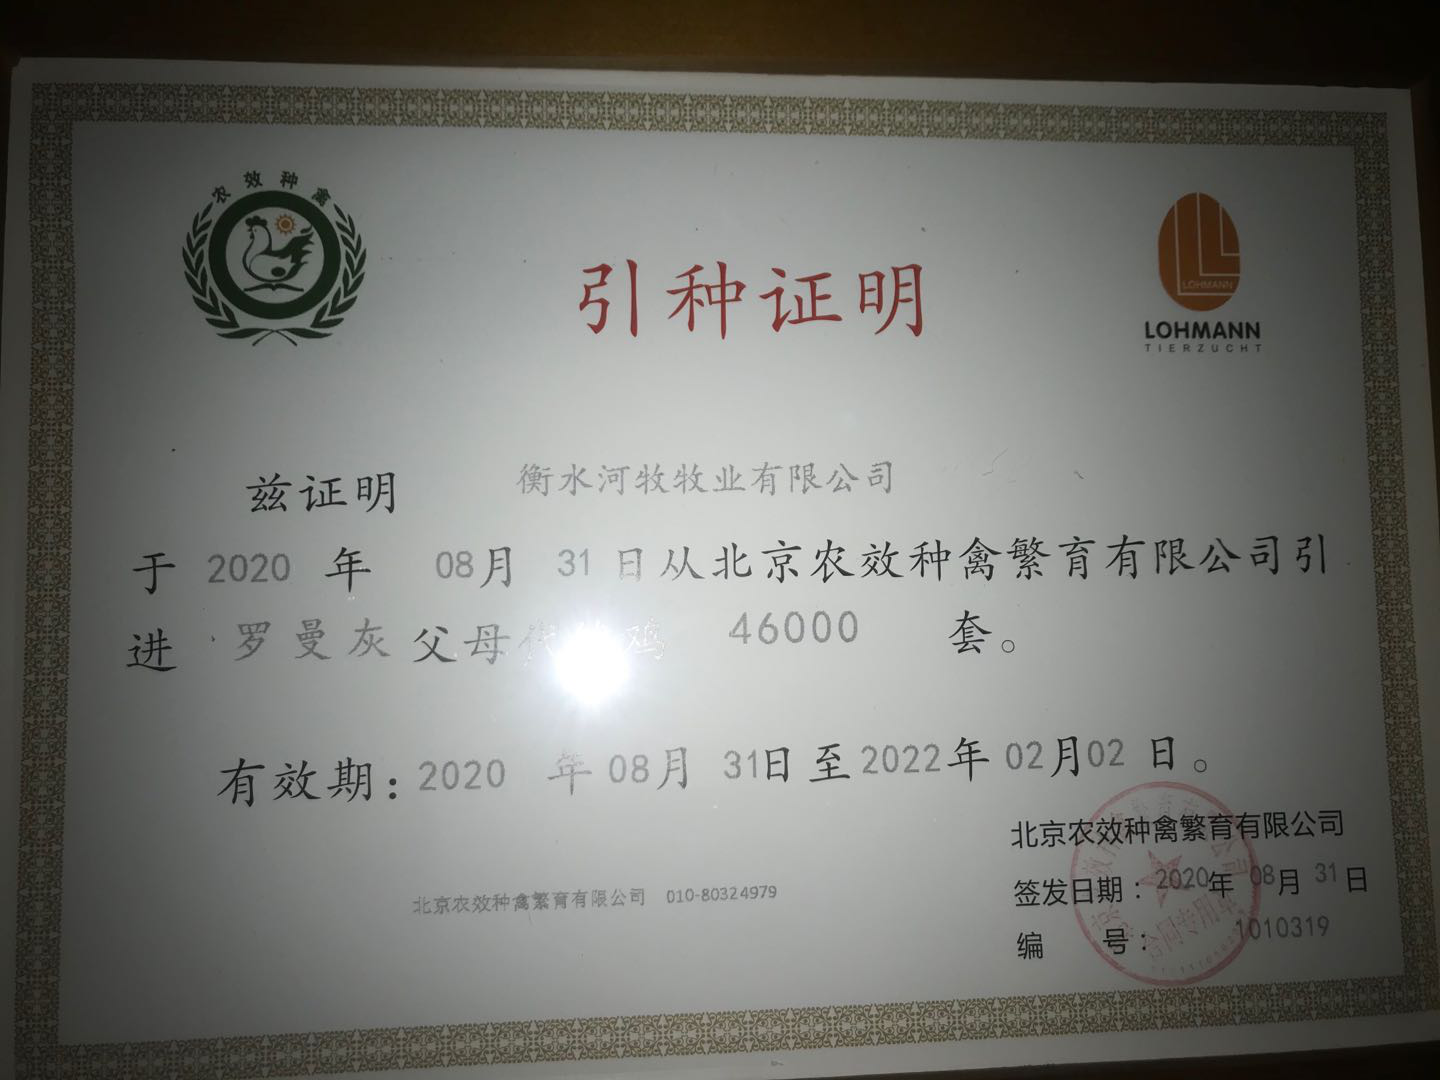 农效种禽
LOHMANN
LOHMANN
TIERZUCHT
引种证明
兹证明 衡水河牧牧业有限公司
于 2020 年 08月 31 日从北京农效种禽繁育有限公司引
进 罗曼灰 父母代 鸡 46000 套。
有效期：2020 年 08月 31日 至 2022年 02月02 日。
北京农效种禽繁育有限公司
签发日期：2020年 08月 31日
编 号：1010319
北京农效种禽繁育有限公司 010-80324979
合同专用章